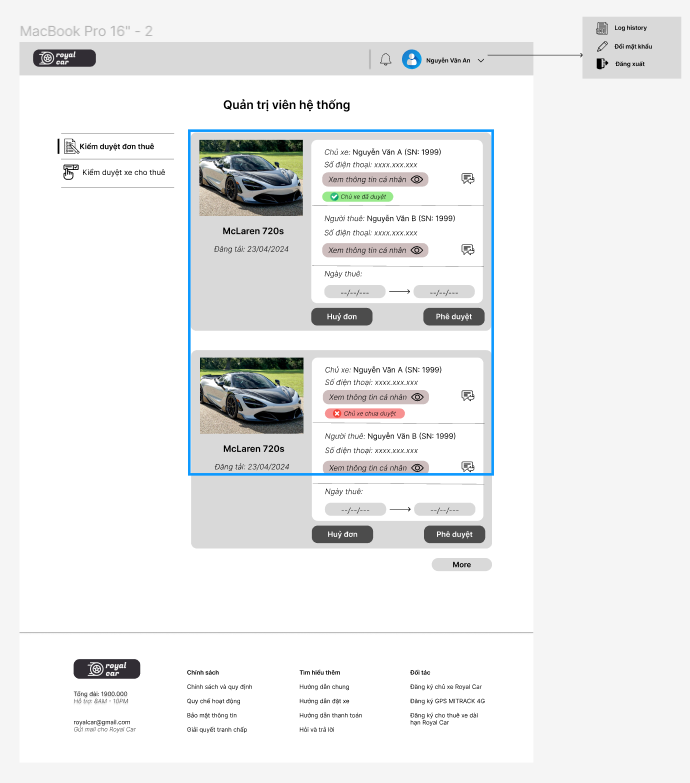 MacBook Pro 16" - 2
royal
car
Nguyễn Văn An
Log history
Đổi mật khẩu
Đăng xuất
Quản trị viên hệ thống
Kiểm duyệt đơn thuê
Kiểm duyệt xe cho thuê
McLaren 720s
Đăng tải: 23/04/2024
Chủ xe: Nguyễn Văn A (SN: 1999)
Số điện thoại: xxxx.xxx.xxx
Xem thông tin cá nhân
Chủ xe đã duyệt
Người thuê: Nguyễn Văn B (SN: 1999)
Số điện thoại: xxxx.xxx.xxx
Xem thông tin cá nhân
Ngày thuê:
--/--/--- --/--/---
Huỷ đơn Phê duyệt
McLaren 720s
Đăng tải: 23/04/2024
Chủ xe: Nguyễn Văn A (SN: 1999)
Số điện thoại: xxxx.xxx.xxx
Xem thông tin cá nhân
Chủ xe chưa duyệt
Người thuê: Nguyễn Văn B (SN: 1999)
Số điện thoại: xxxx.xxx.xxx
Xem thông tin cá nhân
Ngày thuê:
--/--/--- --/--/---
Huỷ đơn Phê duyệt
More
royal
car
Tổng đài: 1900.000
Hỗ trợ: 8AM - 10PM
royalcar@gmail.com
Gửi mail cho Royal Car
Chính sách
Chính sách và quy định
Quy chế hoạt động
Bảo mật thông tin
Giải quyết tranh chấp
Tìm hiểu thêm
Hướng dẫn chung
Hướng dẫn đặt xe
Hướng dẫn thanh toán
Hỏi và trả lời
Đối tác
Đăng ký chủ xe Royal Car
Đăng ký GPS MITRACK 4G
Đăng ký cho thuê xe dài
hạn Royal Car